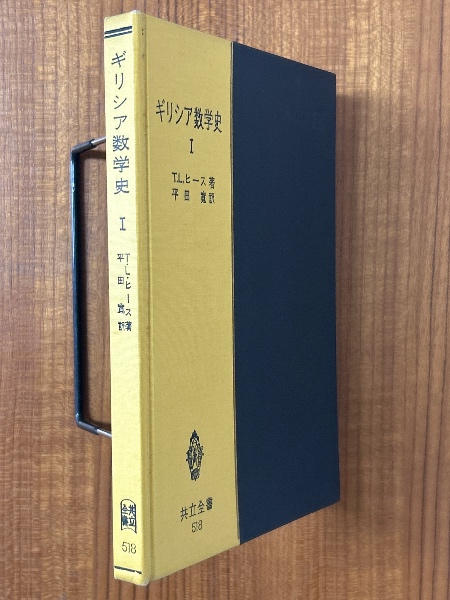 ギリシア数学史 I
T.L.ヒース著
平田寛訳
共立
全書
518
ギリシア数学史
I
T.L.ヒース著
平田寛訳
共立全書
518